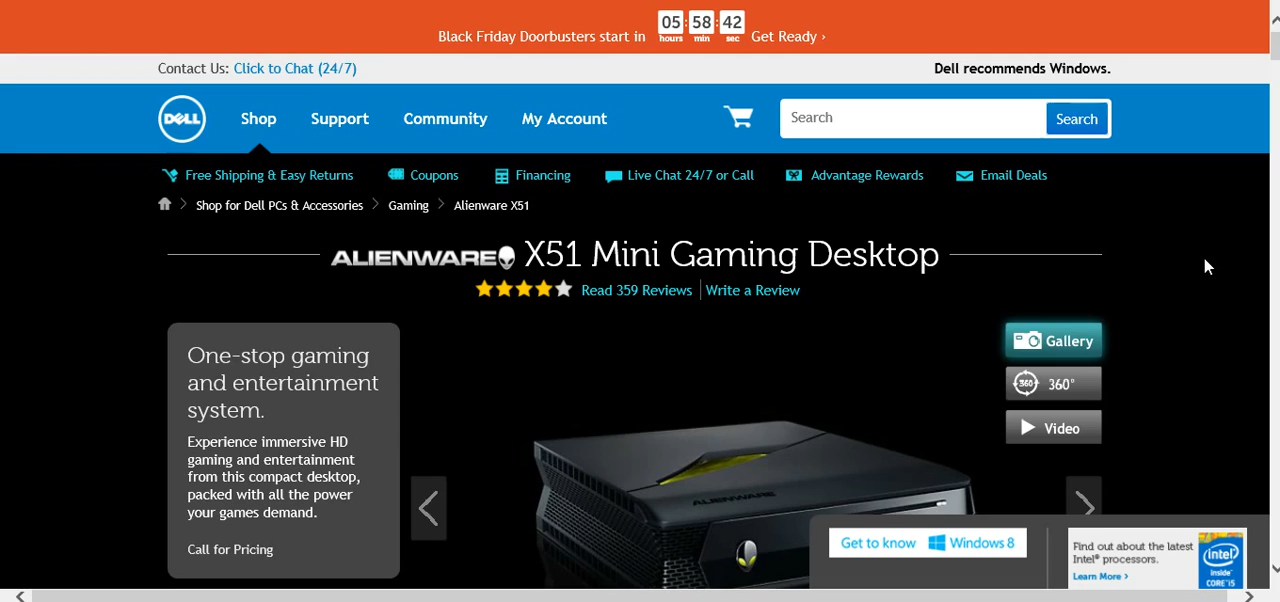 Black Friday Doorbusters start in 05 : 58 : 42 Get Ready ›
hours min sec
Contact Us: Click to Chat (24/7) Dell recommends Windows.
DELL Shop Support Community My Account Search Search
Free Shipping & Easy Returns Coupons Financing Live Chat 24/7 or Call Advantage Rewards Email Deals
Shop for Dell PCs & Accessories Gaming Alienware X51
ALIENWARE X51 Mini Gaming Desktop
Read 359 Reviews Write a Review
One-stop gaming
and entertainment
system.
Experience immersive HD
gaming and entertainment
from this compact desktop,
packed with all the power
your games demand.
Call for Pricing
Gallery
360 360°
Video
ALIENWARE
Get to know Windows 8
Find out about the latest
Intel® processors.
Learn More ›
intel
inside
CORE i5